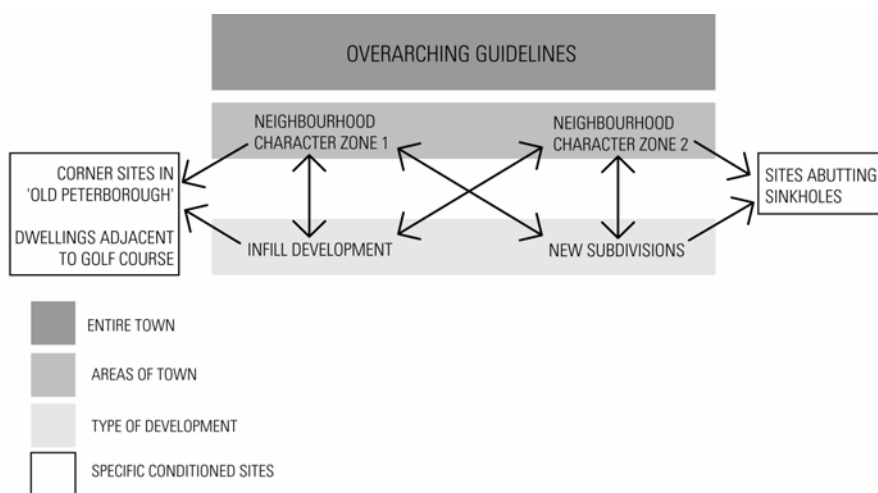 OVERARCHING GUIDELINES
NEIGHBOURHOOD
CHARACTER ZONE 1
NEIGHBOURHOOD
CHARACTER ZONE 2
CORNER SITES IN
'OLD PETERBOROUGH'
DWELLINGS ADJACENT
TO GOLF COURSE
SITES ABUTTING
SINKHOLES
INFILL DEVELOPMENT
NEW SUBDIVISIONS
ENTIRE TOWN
AREAS OF TOWN
TYPE OF DEVELOPMENT
SPECIFIC CONDITIONED SITES